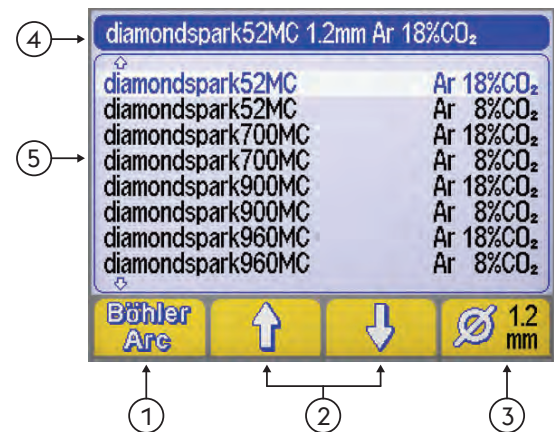 4
diamondspark52MC 1.2mm Ar 18%CO₂
5
diamondspark52MC Ar 18%CO₂
diamondspark52MC Ar 8%CO₂
diamondspark700MC Ar 18%CO₂
diamondspark700MC Ar 8%CO₂
diamondspark900MC Ar 18%CO₂
diamondspark900MC Ar 8%CO₂
diamondspark960MC Ar 18%CO₂
diamondspark960MC Ar 8%CO₂
Böhler
Arc
1.2
mm
1
2
3